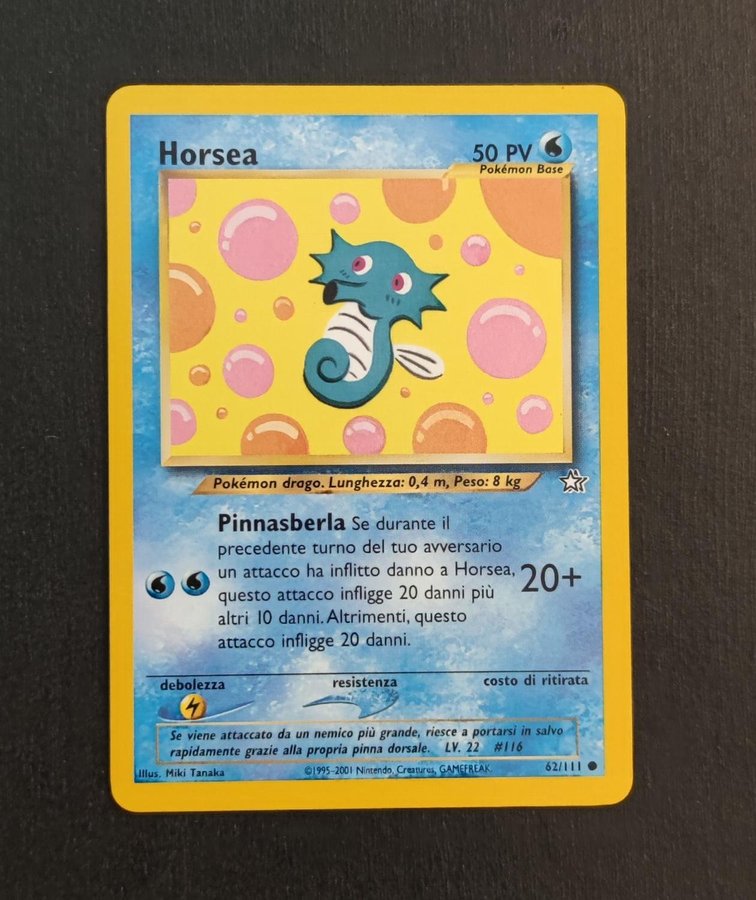 Horsea
50 PV
Pokémon Base
Pokémon drago. Lunghezza: 0,4 m, Peso: 8 kg
Pinnasberla Se durante il
precedente turno del tuo avversario
un attacco ha inflitto danno a Horsea,
questo attacco infligge 20 danni più
altri 10 danni. Altrimenti, questo
attacco infligge 20 danni.
20+
debolezza
resistenza
costo di ritirata
Se viene attaccato da un nemico più grande, riesce a portarsi in salvo
rapidamente grazie alla propria pinna dorsale. LV. 22 #116
Illus. Miki Tanaka
©1995-2001 Nintendo, Creatures, GAMEFREAK.
62/111